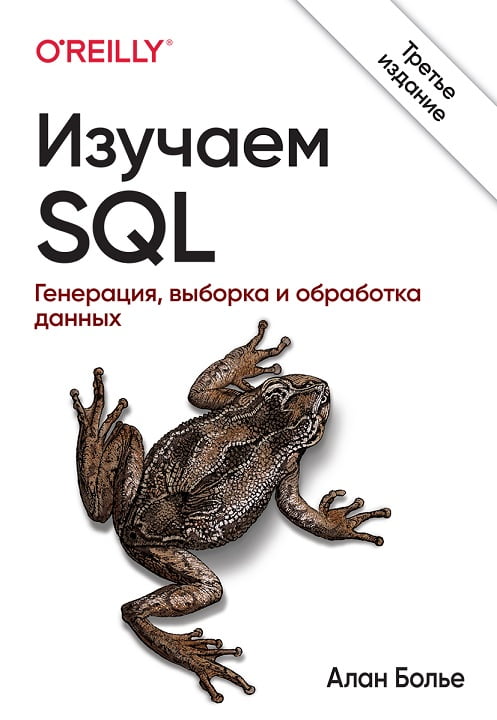 O'REILLY®
Третье
издание
Изучаем
SQL
Генерация, выборка и обработка
данных
Алан Болье